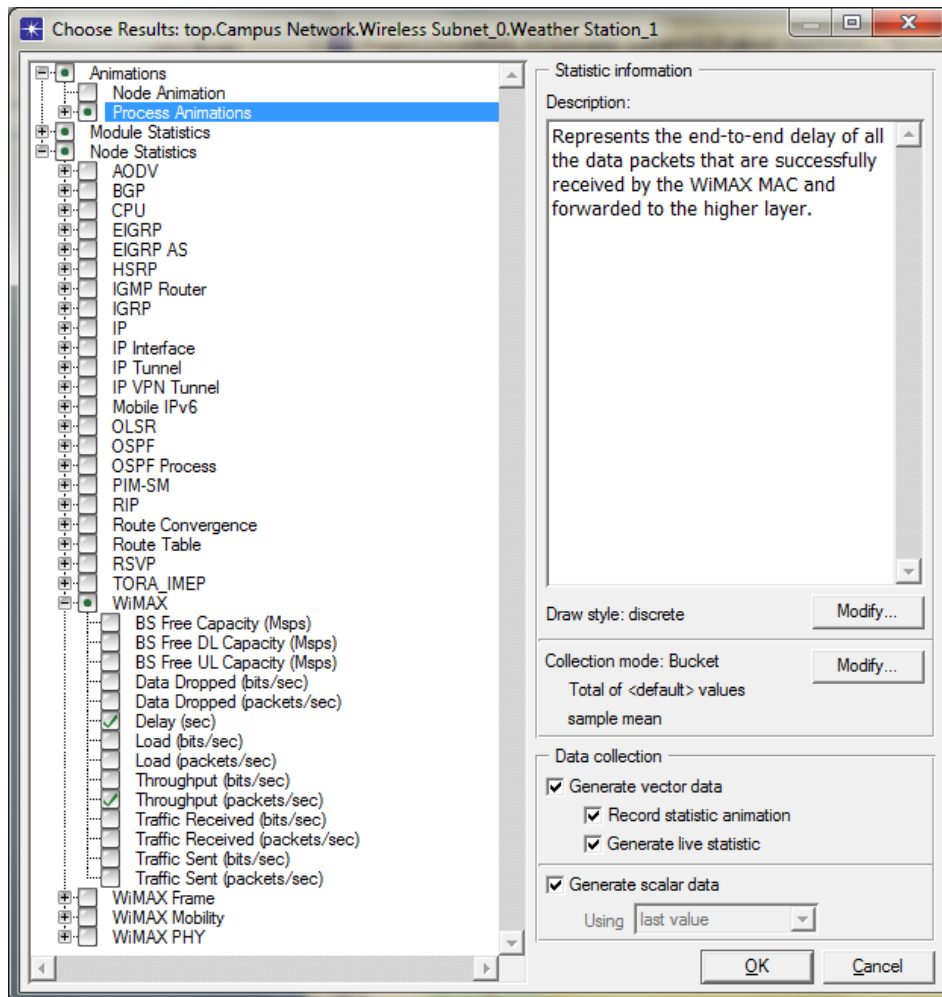 Choose Results: top.Campus Network.Wireless Subnet_0.Weather Station_1
Animations
Node Animation
Process Animations
Module Statistics
Node Statistics
AODV
BGP
CPU
EIGRP
EIGRP AS
HSRP
IGMP Router
IGRP
IP
IP Interface
IP Tunnel
IP VPN Tunnel
Mobile IPv6
OLSR
OSPF
OSPF Process
PIM-SM
RIP
Route Convergence
Route Table
RSVP
TORA_IMEP
WiMAX
BS Free Capacity (Msps)
BS Free DL Capacity (Msps)
BS Free UL Capacity (Msps)
Data Dropped (bits/sec)
Data Dropped (packets/sec)
Delay (sec)
Load (bits/sec)
Load (packets/sec)
Throughput (bits/sec)
Throughput (packets/sec)
Traffic Received (bits/sec)
Traffic Received (packets/sec)
Traffic Sent (bits/sec)
Traffic Sent (packets/sec)
WiMAX Frame
WiMAX Mobility
WiMAX PHY
Statistic information
Description:
Represents the end-to-end delay of all
the data packets that are successfully
received by the WiMAX MAC and
forwarded to the higher layer.
Draw style: discrete
Modify...
Collection mode: Bucket
Modify...
Total of <default> values
sample mean
Data collection
Generate vector data
Record statistic animation
Generate live statistic
Generate scalar data
Using last value
OK
Cancel